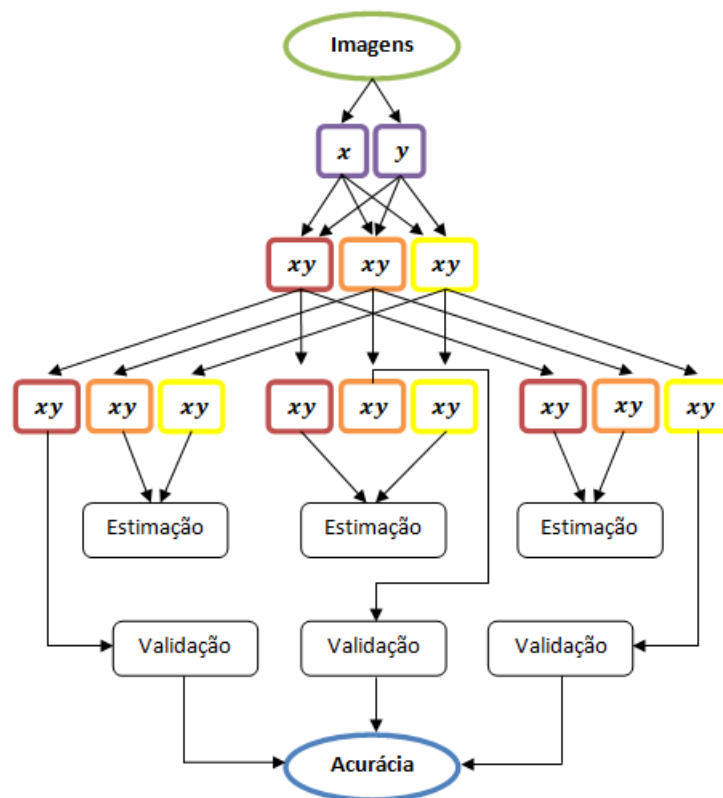 Imagens
x y
xy xy xy
xy xy xy xy xy xy xy xy xy
Estimação Estimação Estimação
Validação Validação Validação
Acurácia